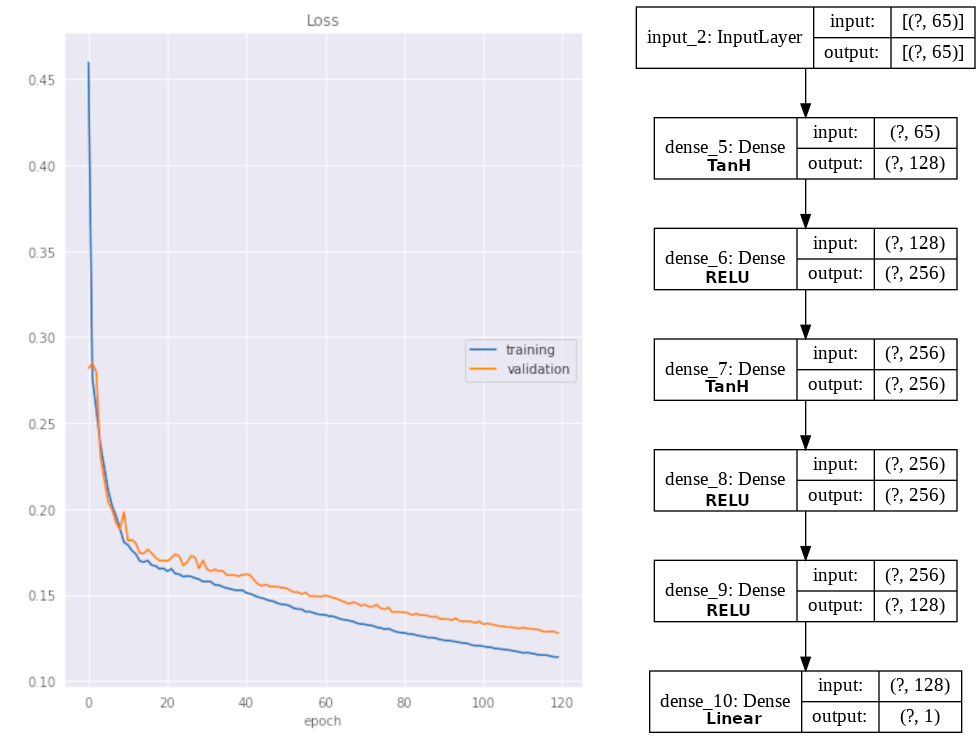 Loss
0.45
0.40
0.35
0.30
0.25
0.20
0.15
0.10
training
validation
0
20
40
60
80
100
120
epoch
input_2: InputLayer
input:
[(?, 65)]
output:
[(?, 65)]
dense_5: Dense
TanH
input:
(?, 65)
output:
(?, 128)
dense_6: Dense
RELU
input:
(?, 128)
output:
(?, 256)
dense_7: Dense
TanH
input:
(?, 256)
output:
(?, 256)
dense_8: Dense
RELU
input:
(?, 256)
output:
(?, 256)
dense_9: Dense
RELU
input:
(?, 256)
output:
(?, 128)
dense_10: Dense
Linear
input:
(?, 128)
output:
(?, 1)